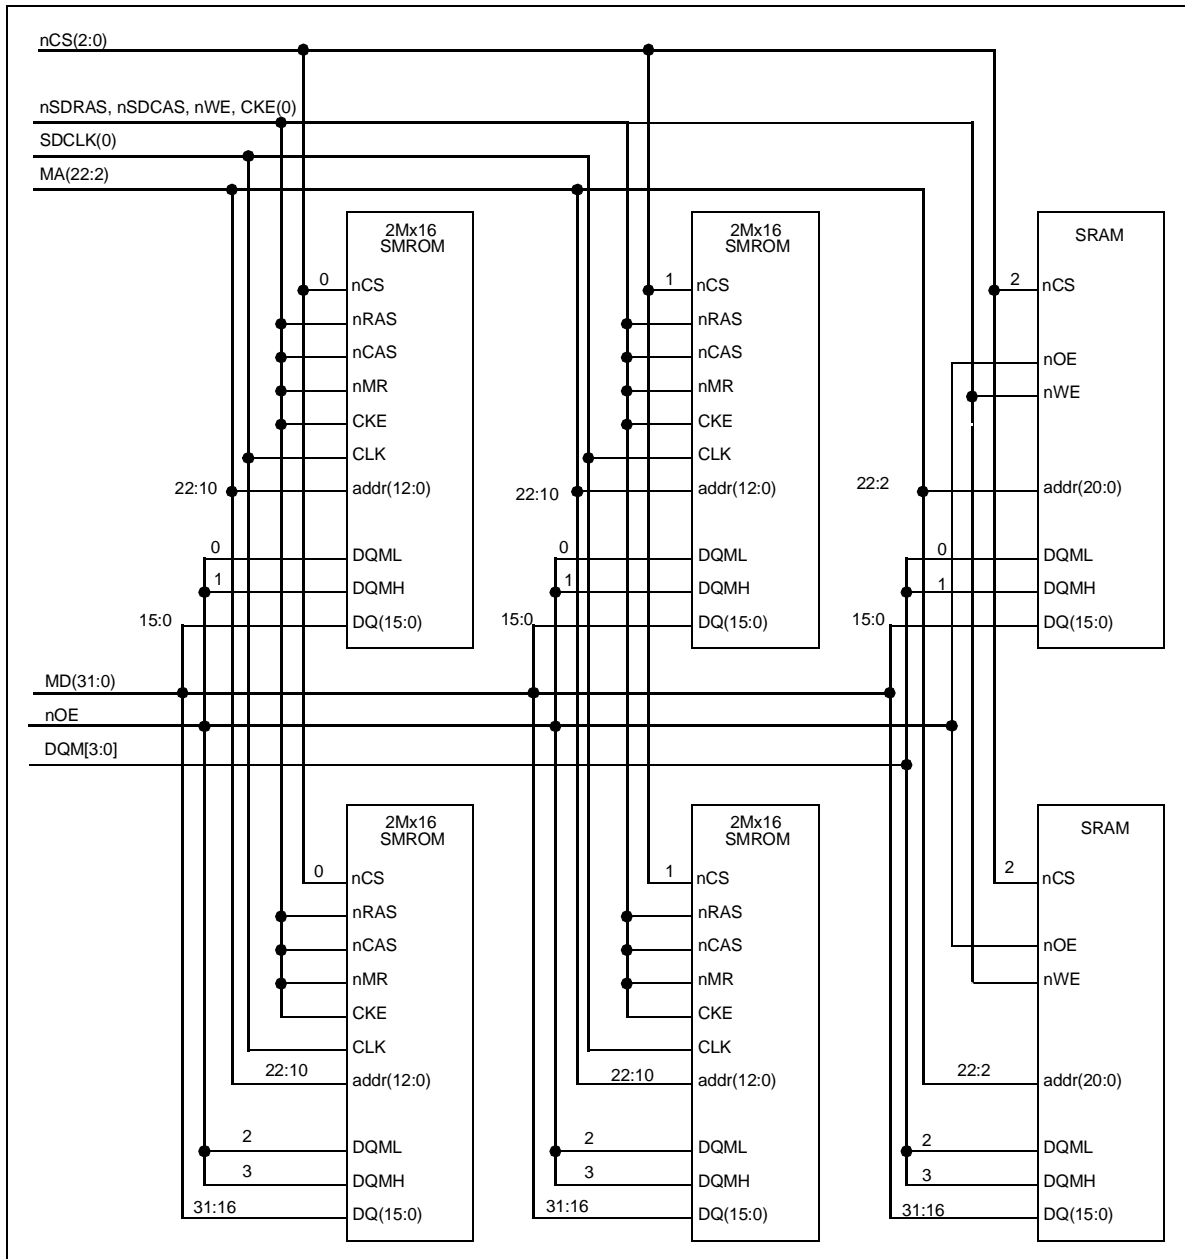 nCS(2:0)
nSDRAS, nSDCAS, nWE, CKE(0)
SDCLK(0)
MA(22:2)
2Mx16
SMROM
0
nCS
nRAS
nCAS
nMR
CKE
CLK
22:10
addr(12:0)
0
DQML
1
DQMH
15:0
DQ(15:0)
2Mx16
SMROM
1
nCS
nRAS
nCAS
nMR
CKE
CLK
22:10
addr(12:0)
0
DQML
1
DQMH
15:0
DQ(15:0)
SRAM
2
nCS
nOE
nWE
22:2
addr(20:0)
0
DQML
1
DQMH
15:0
DQ(15:0)
MD(31:0)
nOE
DQM[3:0]
2Mx16
SMROM
0
nCS
nRAS
nCAS
nMR
CKE
CLK
22:10
addr(12:0)
2
DQML
3
DQMH
31:16
DQ(15:0)
2Mx16
SMROM
1
nCS
nRAS
nCAS
nMR
CKE
CLK
22:10
addr(12:0)
2
DQML
3
DQMH
31:16
DQ(15:0)
SRAM
2
nCS
nOE
nWE
22:2
addr(20:0)
2
DQML
3
DQMH
31:16
DQ(15:0)